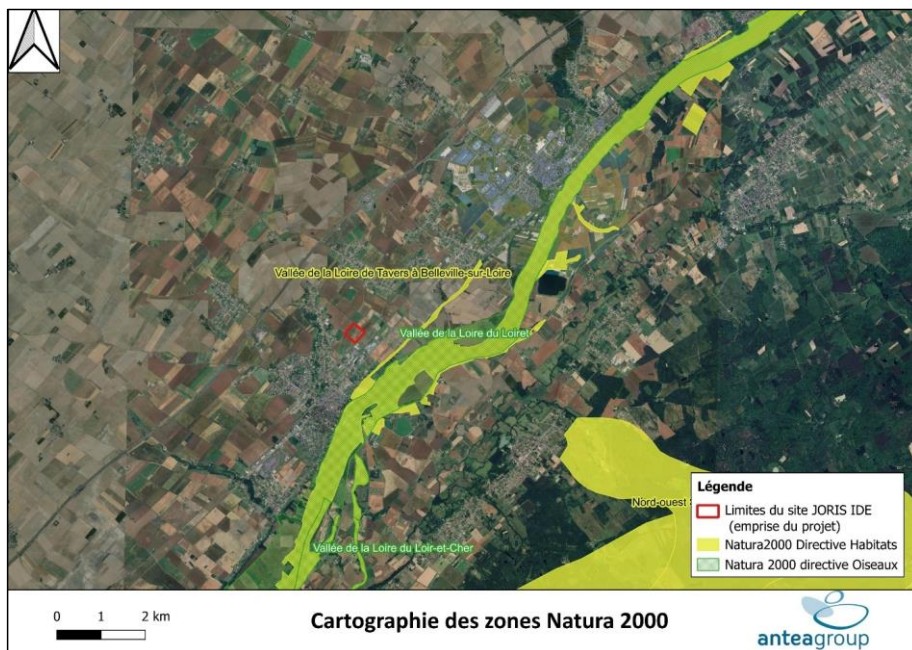 Vallée de la Loire de Tavers à Belleville-sur-Loire
Vallée de la Loire du Loiret
Nord-ouest S
Vallée de la Loire du Loir-et-Cher
Légende
Limites du site JORIS IDE
(emprise du projet)
Natura2000 Directive Habitats
Natura 2000 directive Oiseaux
0 1 2 km
Cartographie des zones Natura 2000
anteagroup